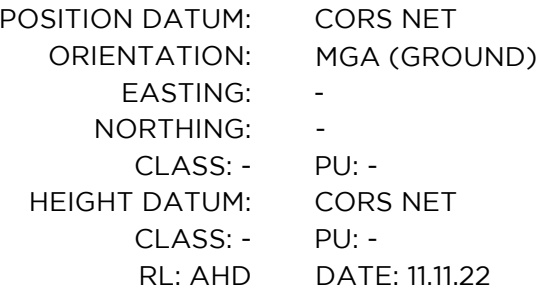 POSITION DATUM: CORS NET
ORIENTATION: MGA (GROUND)
EASTING: -
NORTHING: -
CLASS: - PU: -
HEIGHT DATUM: CORS NET
CLASS: - PU: -
RL: AHD DATE: 11.11.22